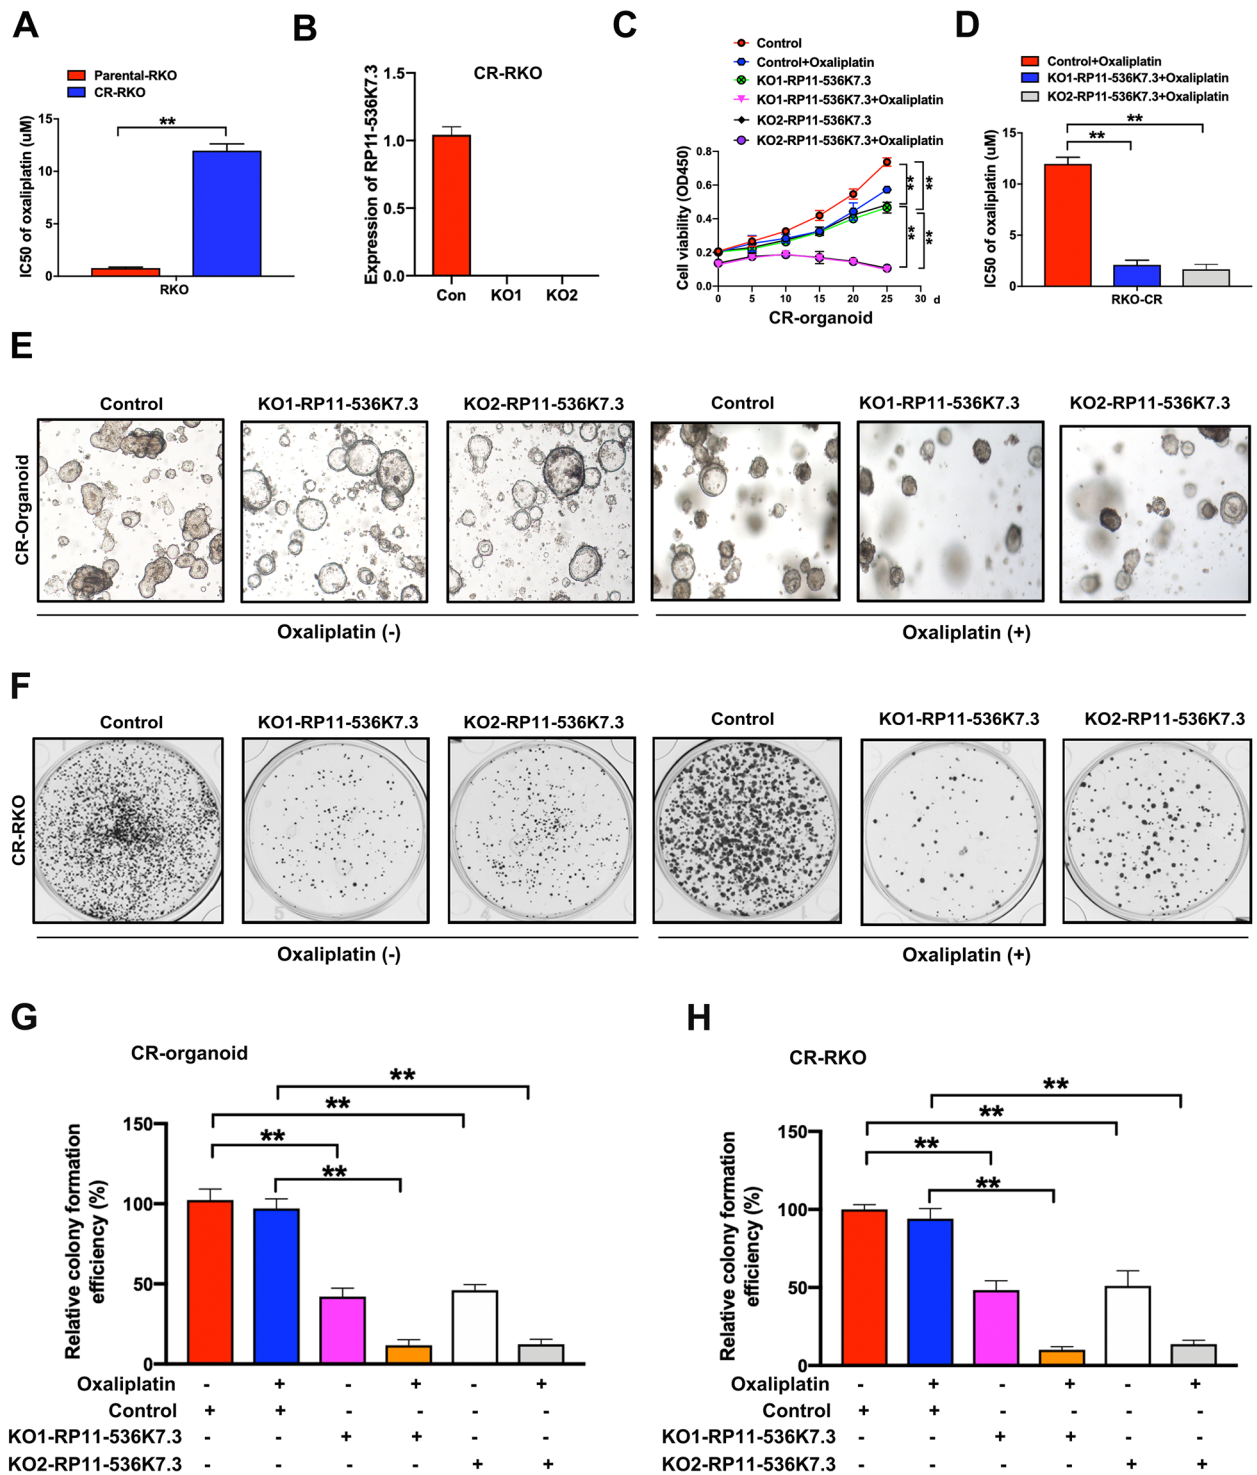 A
Parental-RKO
CR-RKO
IC50 of oxaliplatin (uM)
15
10
5
0
**
RKO
B
CR-RKO
Expression of RP11-536K7.3
1.5
1.0
0.5
0.0
Con KO1 KO2
C
Control
Control+Oxaliplatin
KO1-RP11-536K7.3
KO1-RP11-536K7.3+Oxaliplatin
KO2-RP11-536K7.3
KO2-RP11-536K7.3+Oxaliplatin
Cell viability (OD450)
0.8
0.6
0.4
0.2
0.0
0 5 10 15 20 25 30 d
** **
** **
CR-organoid
D
Control+Oxaliplatin
KO1-RP11-536K7.3+Oxaliplatin
KO2-RP11-536K7.3+Oxaliplatin
IC50 of oxaliplatin (uM)
15
10
5
0
**
**
RKO-CR
E
Control KO1-RP11-536K7.3 KO2-RP11-536K7.3 Control KO1-RP11-536K7.3 KO2-RP11-536K7.3
CR-Organoid
Oxaliplatin (-) Oxaliplatin (+)
F
Control KO1-RP11-536K7.3 KO2-RP11-536K7.3 Control KO1-RP11-536K7.3 KO2-RP11-536K7.3
CR-RKO
Oxaliplatin (-) Oxaliplatin (+)
G
CR-organoid
Relative colony formation
efficiency (%)
150
100
50
0
**
**
**
**
Oxaliplatin - + - + - +
Control + + - - - -
KO1-RP11-536K7.3 - - + + - -
KO2-RP11-536K7.3 - - - - + +
H
CR-RKO
Relative colony formation
efficiency (%)
150
100
50
0
**
**
**
**
Oxaliplatin - + - + - +
Control + + - - - -
KO1-RP11-536K7.3 - - + + - -
KO2-RP11-536K7.3 - - - - + +